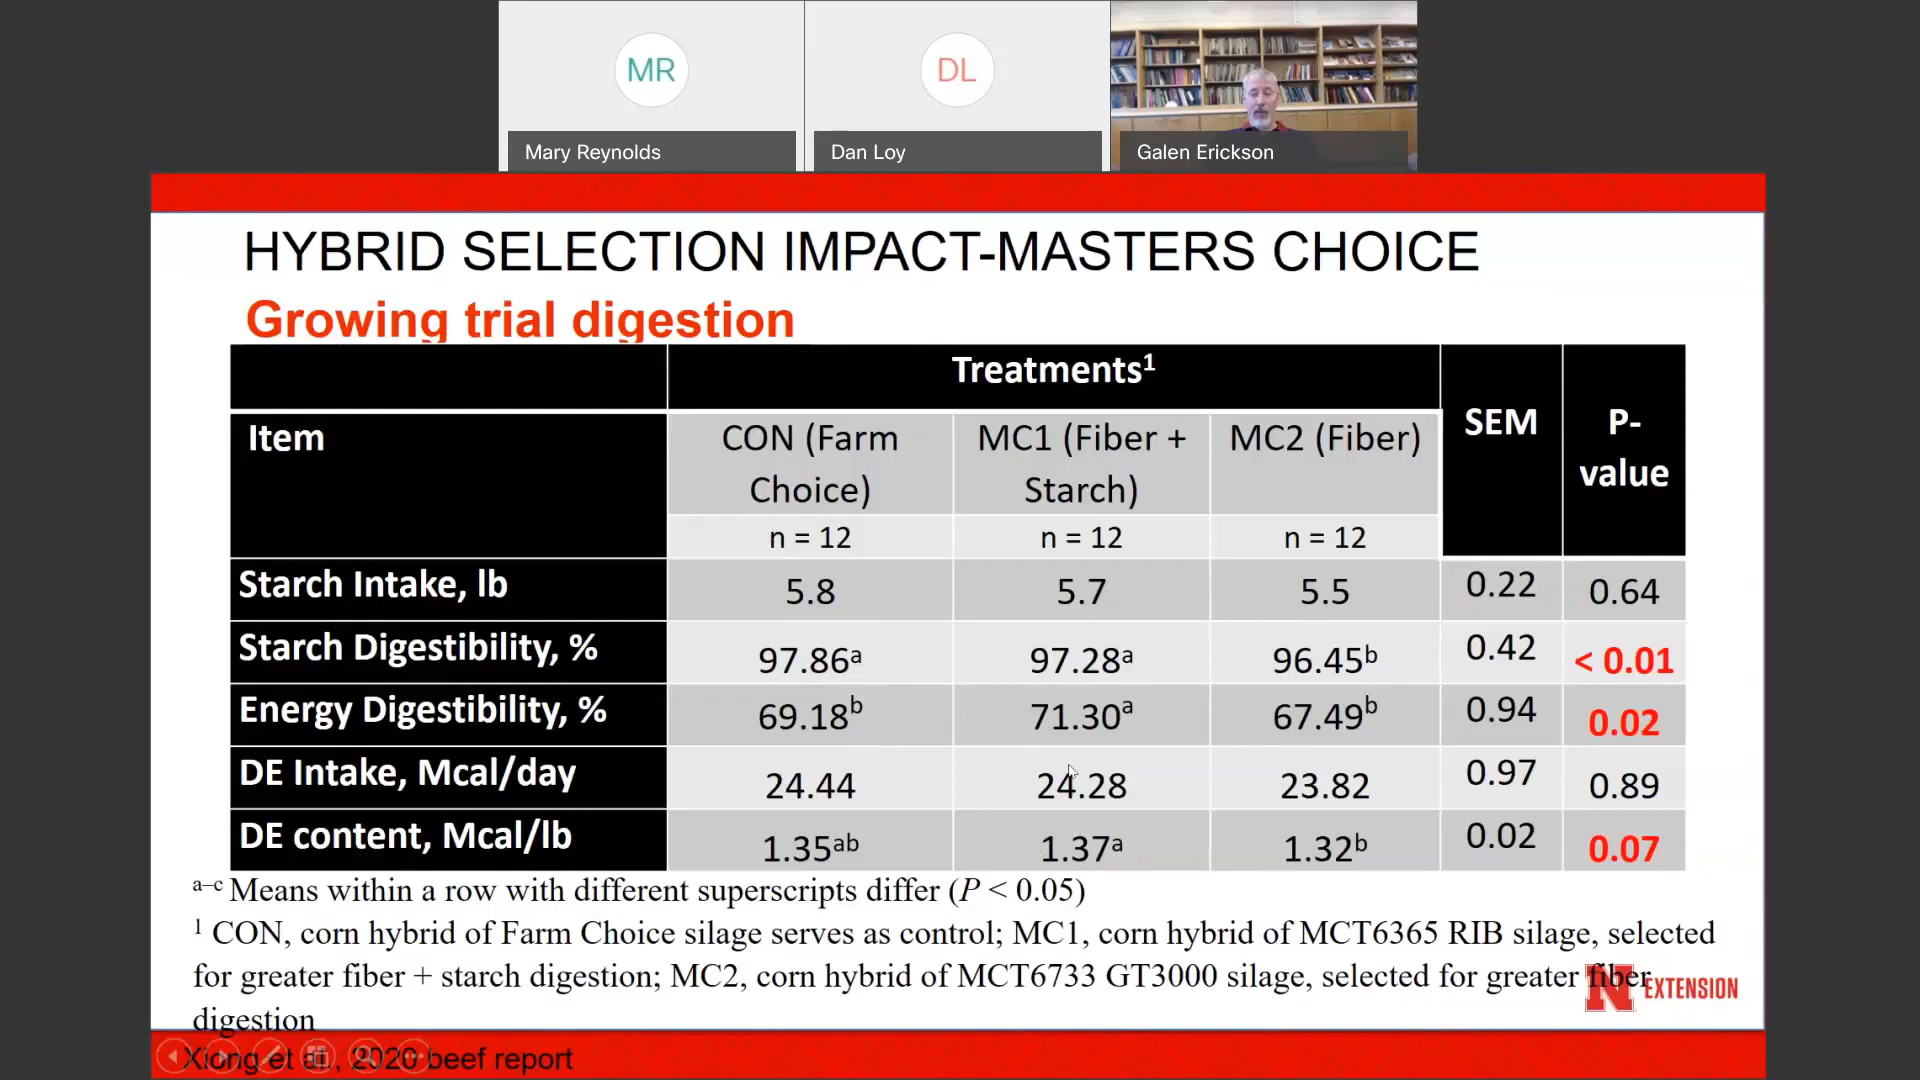 MR
DL
Mary Reynolds
Dan Loy
Galen Erickson
HYBRID SELECTION IMPACT-MASTERS CHOICE
Growing trial digestion
Treatments¹
SEM
P-
value
Item
CON (Farm
Choice)
MC1 (Fiber +
Starch)
MC2 (Fiber)
n = 12
n = 12
n = 12
Starch Intake, lb 5.8 5.7 5.5 0.22 0.64
Starch Digestibility, % 97.86ᵃ 97.28ᵃ 96.45ᵇ 0.42 < 0.01
Energy Digestibility, % 69.18ᵇ 71.30ᵃ 67.49ᵇ 0.94 0.02
DE Intake, Mcal/day 24.44 24.28 23.82 0.97 0.89
DE content, Mcal/lb 1.35ᵃᵇ 1.37ᵃ 1.32ᵇ 0.02 0.07
ᵃ⁻ᶜ Means within a row with different superscripts differ (P < 0.05)
¹ CON, corn hybrid of Farm Choice silage serves as control; MC1, corn hybrid of MCT6365 RIB silage, selected
for greater fiber + starch digestion; MC2, corn hybrid of MCT6733 GT3000 silage, selected for greater fiber
digestion
N EXTENSION
Xiong et al., 2020 beef report